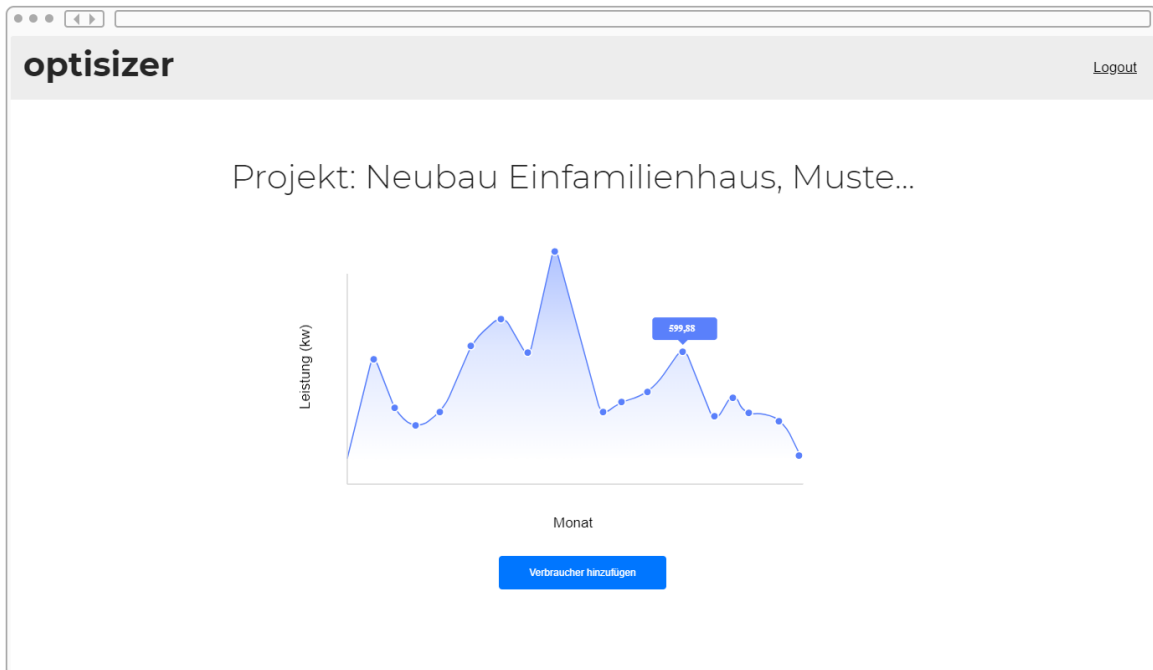 optisizer
Logout
Projekt: Neubau Einfamilienhaus, Muste...
599,88
Leistung (kw)
Monat
Verbraucher hinzufügen